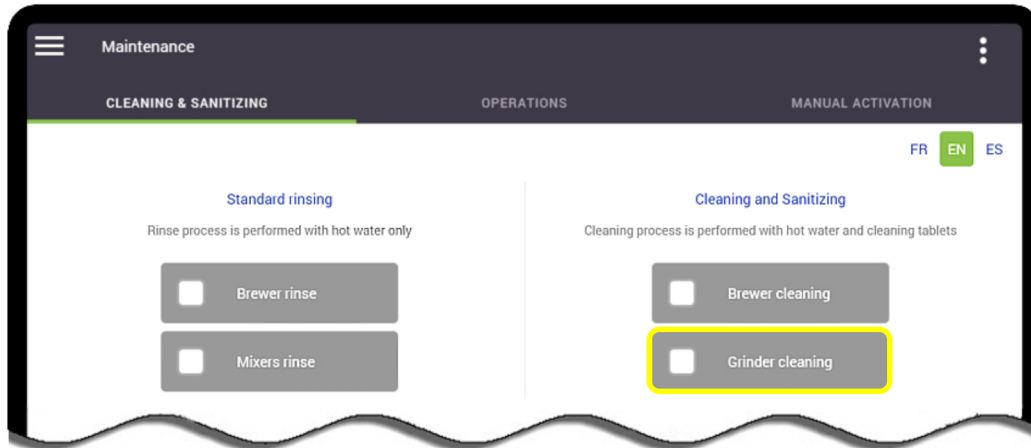 Maintenance
CLEANING & SANITIZING
OPERATIONS
MANUAL ACTIVATION
FR EN ES
Standard rinsing
Rinse process is performed with hot water only
Brewer rinse
Mixers rinse
Cleaning and Sanitizing
Cleaning process is performed with hot water and cleaning tablets
Brewer cleaning
Grinder cleaning